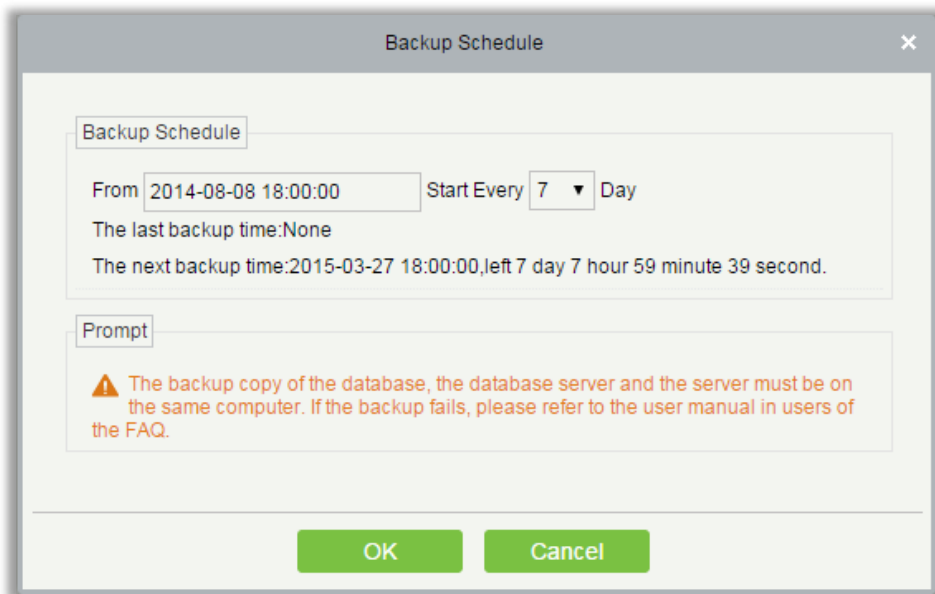 Backup Schedule
Backup Schedule
From 2014-08-08 18:00:00 Start Every 7 Day
The last backup time:None
The next backup time:2015-03-27 18:00:00,left 7 day 7 hour 59 minute 39 second.
Prompt
The backup copy of the database, the database server and the server must be on
the same computer. If the backup fails, please refer to the user manual in users of
the FAQ.
OK Cancel